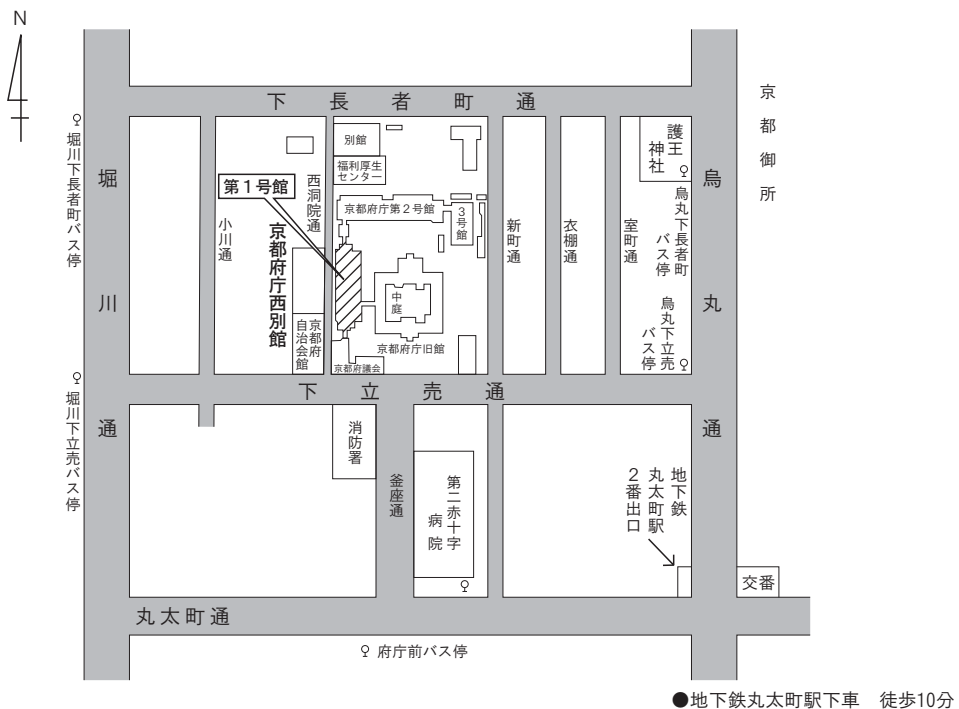 N
下長者町通
京都御所
堀川下長者町バス停
堀川通
別館
福利厚生
センター
護王
神社
烏丸通
西洞院通
第1号館
京都府庁第2号館
3号館
烏丸下長者町
バス停
小川通
京都府庁西別館
新町通
衣棚通
室町通
中庭
京都府
自治会館
京都府庁旧館
京都府議会
烏丸下立売
バス停
下立売通
堀川下立売バス停
消防署
釜座通
第二赤十字
病院
地下鉄
丸太町駅
2番出口
交番
丸太町通
府庁前バス停
●地下鉄丸太町駅下車 徒歩10分